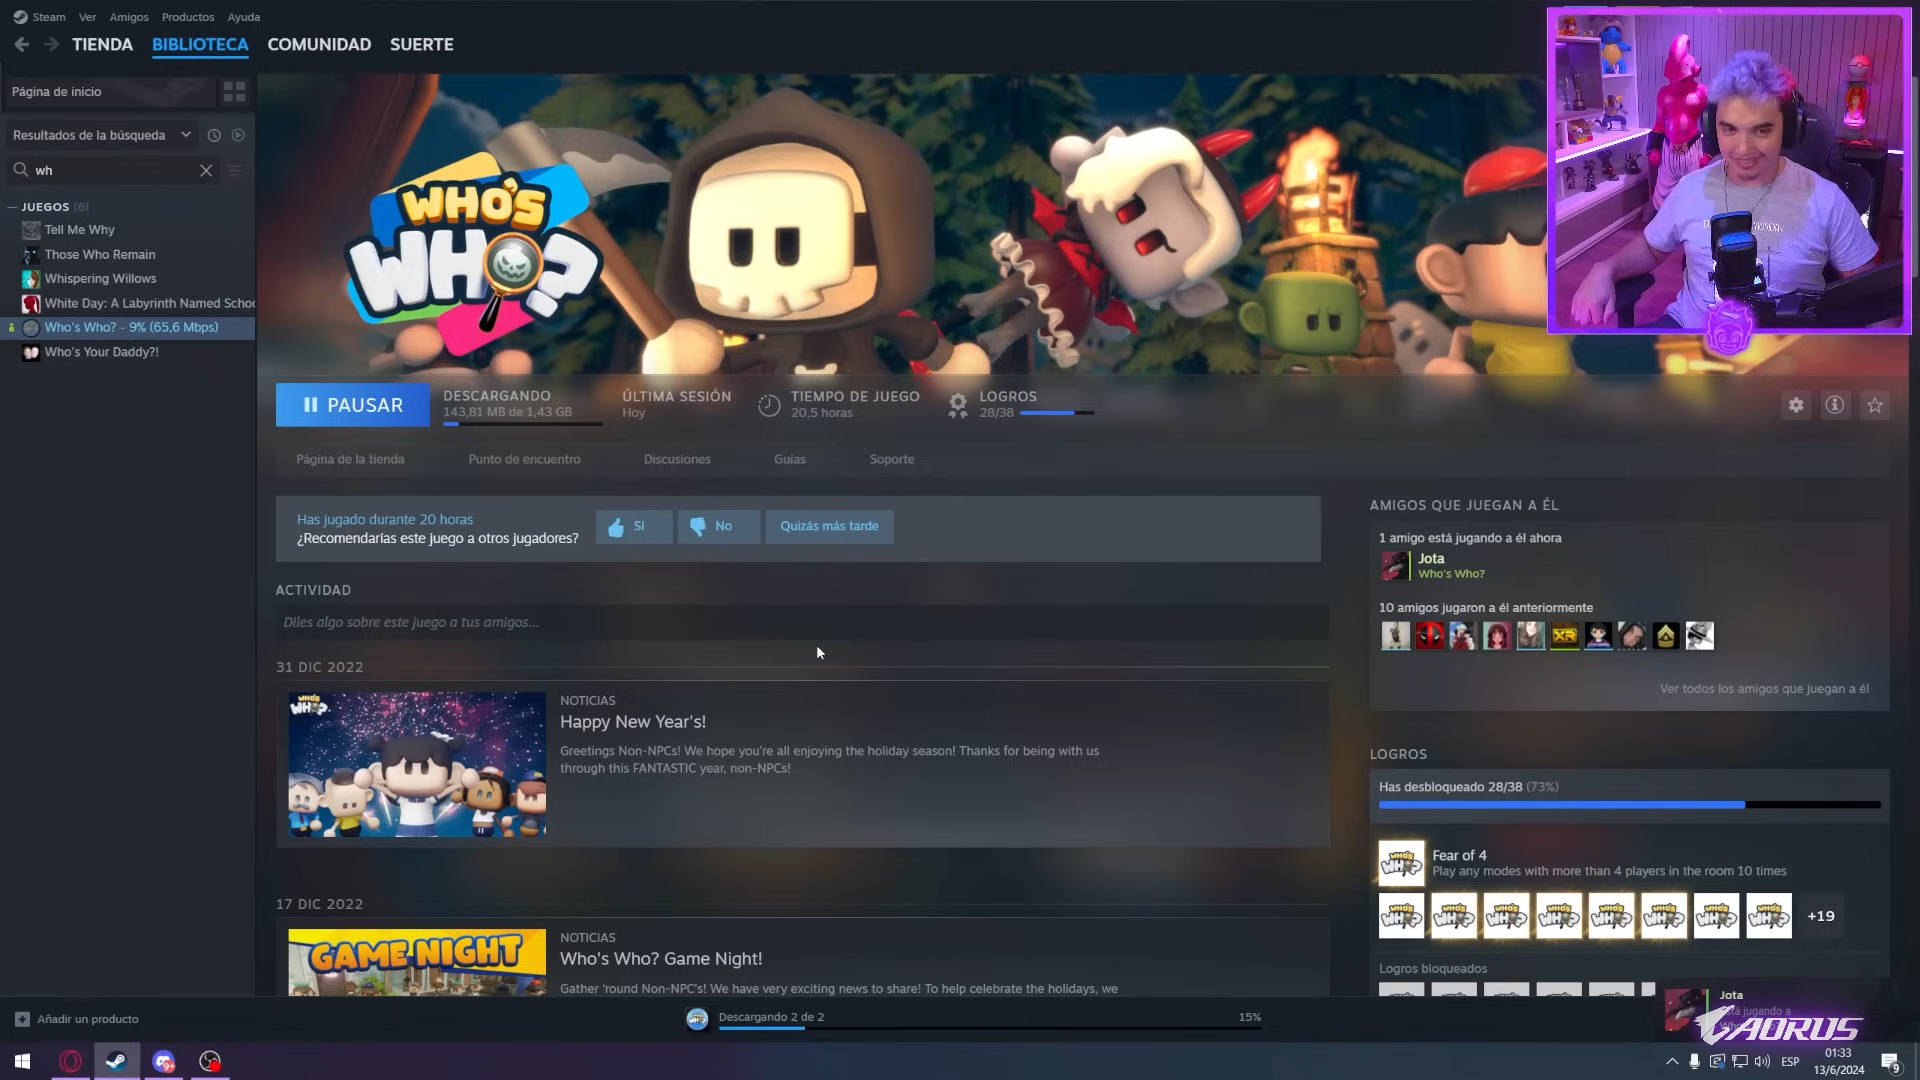 Steam Ver Amigos Productos Ayuda
TIENDA BIBLIOTECA COMUNIDAD SUERTE
Página de inicio
Resultados de la búsqueda
wh
— JUEGOS (6)
Tell Me Why
Those Who Remain
Whispering Willows
White Day: A Labyrinth Named Schoo
Who's Who? - 9% (65,6 Mbps)
Who's Your Daddy?!
WHO'S
WHO?
PAUSAR
DESCARGANDO
143,81 MB de 1,43 GB
ÚLTIMA SESIÓN
Hoy
TIEMPO DE JUEGO
20,5 horas
LOGROS
28/38
Página de la tienda Punto de encuentro Discusiones Guías Soporte
Has jugado durante 20 horas
¿Recomendarías este juego a otros jugadores?
Sí No Quizás más tarde
ACTIVIDAD
Diles algo sobre este juego a tus amigos...
31 DIC 2022
WHO'S
WHO?
NOTICIAS
Happy New Year's!
Greetings Non-NPCs! We hope you're all enjoying the holiday season! Thanks for being with us
through this FANTASTIC year, non-NPCs!
17 DIC 2022
GAME NIGHT
NOTICIAS
Who's Who? Game Night!
Gather 'round Non-NPC's! We have very exciting news to share! To help celebrate the holidays, we
AMIGOS QUE JUEGAN A ÉL
1 amigo está jugando a él ahora
Jota
Who's Who?
10 amigos jugaron a él anteriormente
XR
Ver todos los amigos que juegan a él
LOGROS
Has desbloqueado 28/38 (73%)
Fear of 4
Play any modes with more than 4 players in the room 10 times
+19
Logros bloqueados
Jota
Está jugando a
AORUS
Añadir un producto
Descargando 2 de 2
15%
9+
ESP
01:33
13/6/2024
9